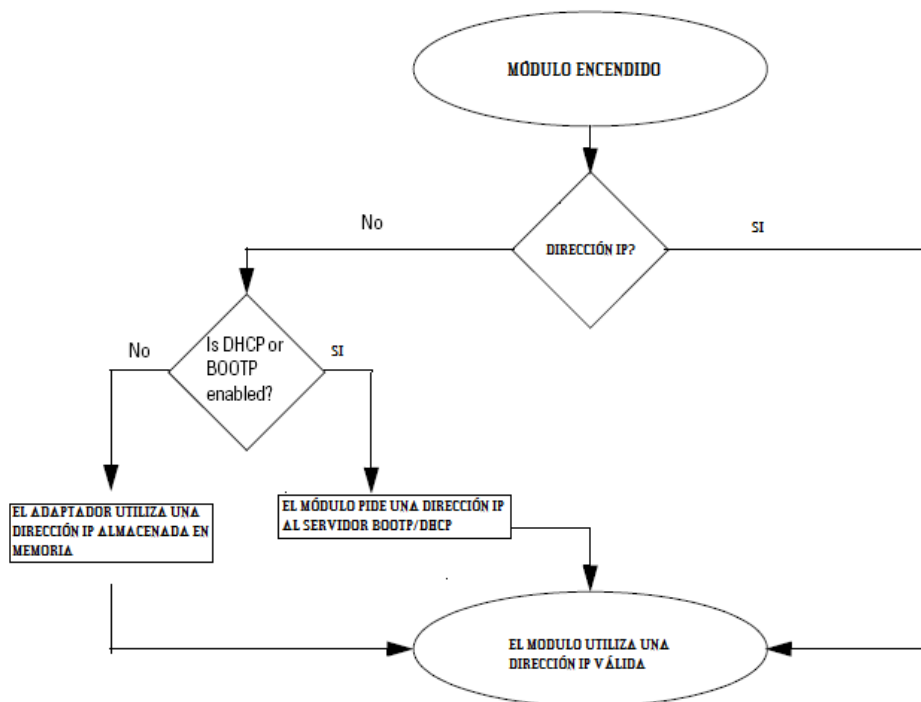 MÓDULO ENCENDIDO
No
SI
DIRECCIÓN IP?
No
Is DHCP or
BOOTP
enabled?
SI
EL ADAPTADOR UTILIZA UNA
DIRECCIÓN IP ALMACENADA EN
MEMORIA
EL MÓDULO PIDE UNA DIRECCIÓN IP
AL SERVIDOR BOOTP/DHCP
EL MODULO UTILIZA UNA
DIRECCIÓN IP VÁLIDA